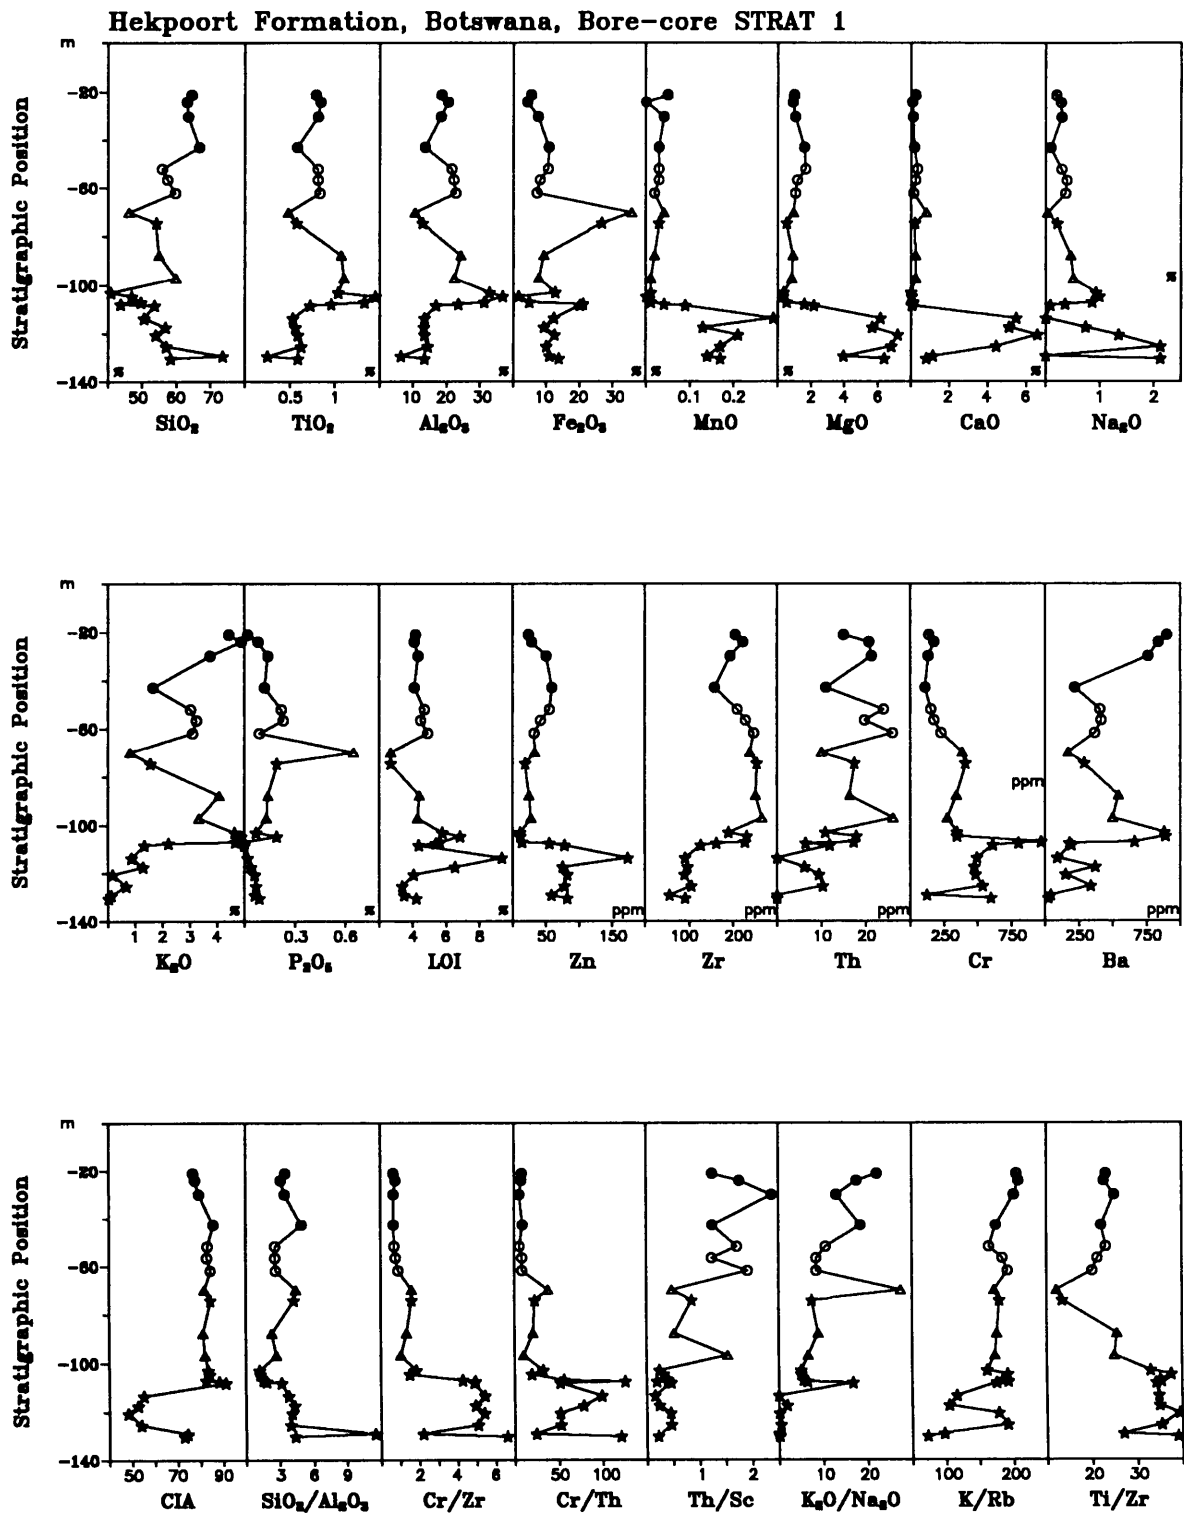 Hekpoort Formation, Botswana, Bore-core STRAT 1
m
-20
-60
-100
-140
Stratigraphic Position
% % % % % % % %
50 60 70 0.5 1 10 20 30 10 20 30 0.1 0.2 2 4 6 2 4 6 1 2
SiO₂ TiO₂ Al₂O₃ Fe₂O₃ MnO MgO CaO Na₂O
m
-20
-60
-100
-140
Stratigraphic Position
ppm
% % % ppm ppm ppm ppm
1 2 3 4 0.3 0.6 4 6 8 50 150 100 200 10 20 250 750 250 750
K₂O P₂O₅ LOI Zn Zr Th Cr Ba
m
-20
-60
-100
-140
Stratigraphic Position
50 70 90 3 6 9 2 4 6 50 100 1 2 10 20 100 200 20 30
CIA SiO₂/Al₂O₃ Cr/Zr Cr/Th Th/Sc K₂O/Na₂O K/Rb Ti/Zr